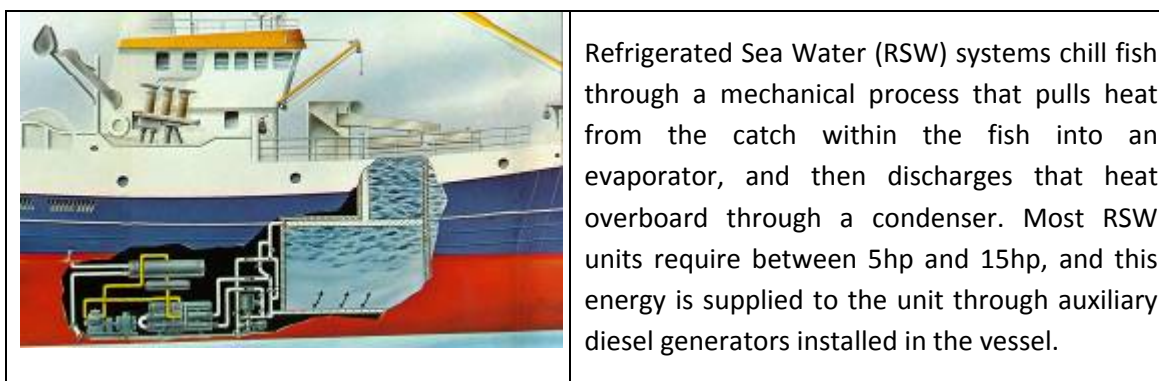 Refrigerated Sea Water (RSW) systems chill fish
through a mechanical process that pulls heat
from the catch within the fish into an
evaporator, and then discharges that heat
overboard through a condenser. Most RSW
units require between 5hp and 15hp, and this
energy is supplied to the unit through auxiliary
diesel generators installed in the vessel.